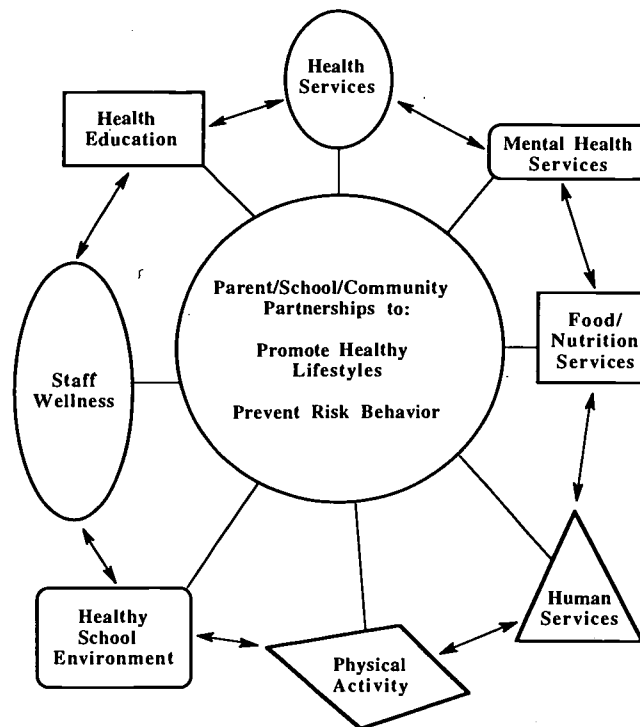 Health
Services
Health
Education
Mental Health
Services
Parent/School/Community
Partnerships to:
Promote Healthy
Lifestyles
Prevent Risk Behavior
Food/
Nutrition
Services
Staff
Wellness
Human
Services
Healthy
School
Environment
Physical
Activity